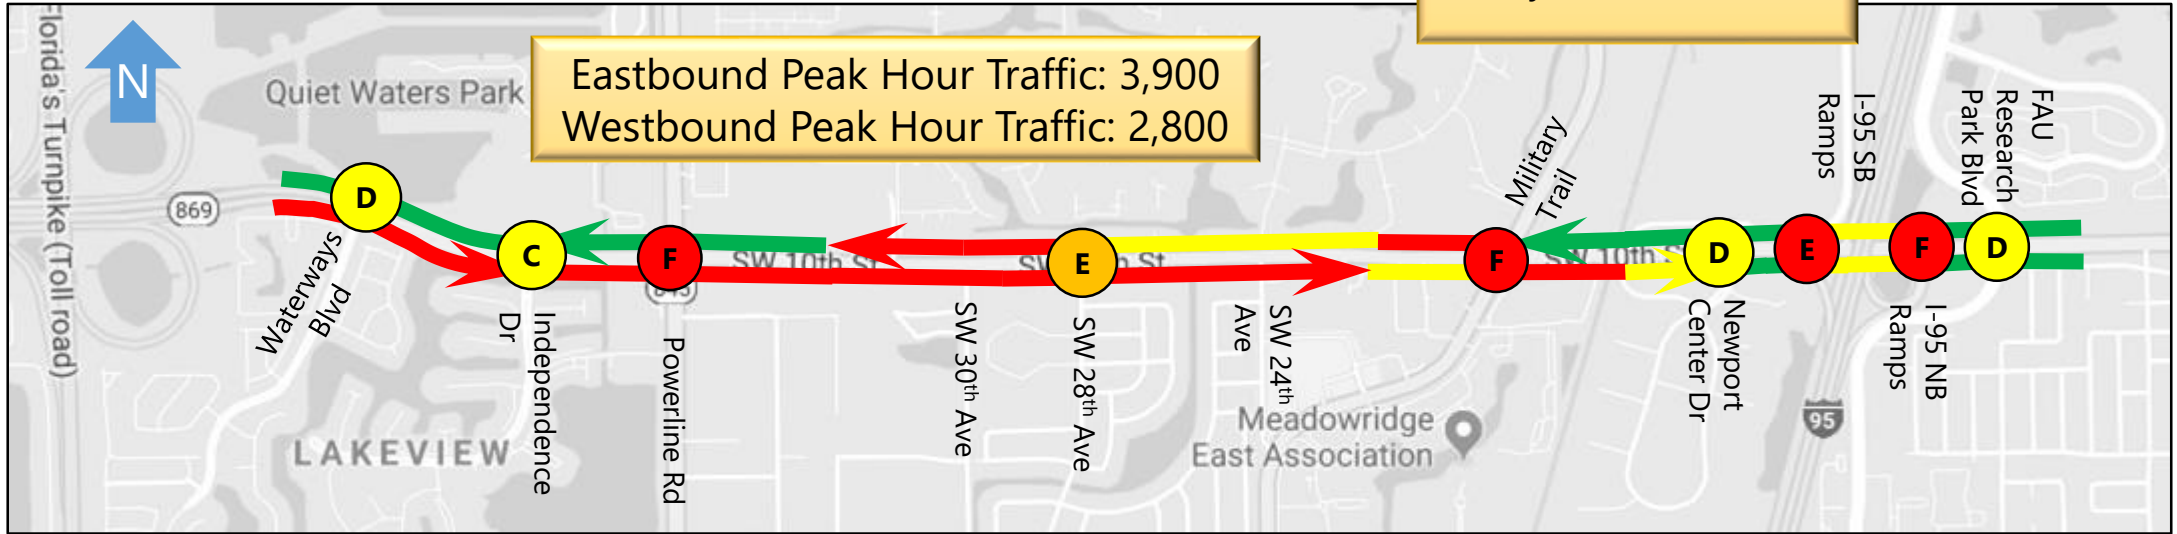 Florida's Turnpike (Toll road)
N
Quiet Waters Park
Eastbound Peak Hour Traffic: 3,900
Westbound Peak Hour Traffic: 2,800
869
Military
Trail
I-95 SB
Ramps
FAU
Research
Park Blvd
D
C
F
E
F
D
E
F
D
SW 10th St
SW 10th S
Waterways
Blvd
Independence
Dr
Powerline Rd
SW 30th Ave
SW 28th Ave
SW 24th
Ave
Newport
Center Dr
I-95 NB
Ramps
95
LAKEVIEW
Meadowridge
East Association